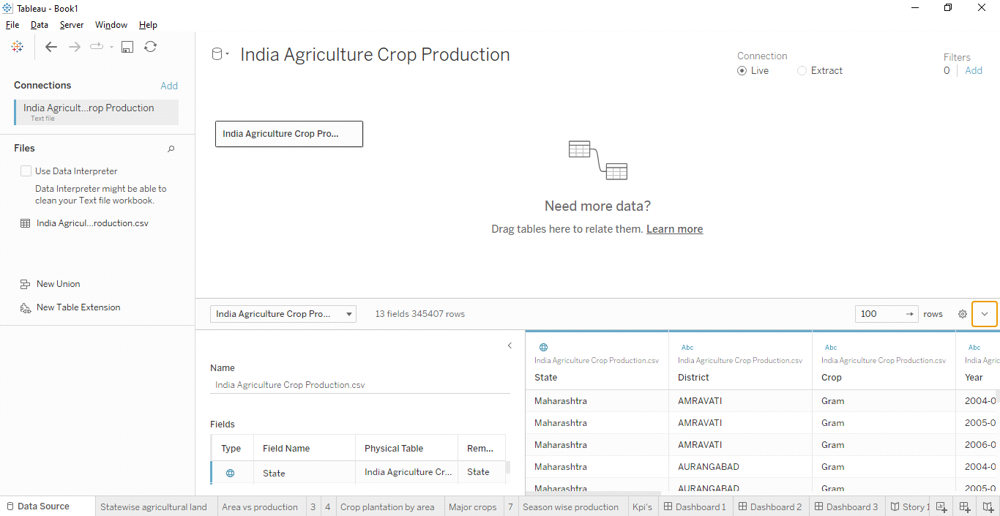 Tableau - Book1
File Data Server Window Help
Connections Add
India Agricult...rop Production
Text file
Files
Use Data Interpreter
Data Interpreter might be able to
clean your Text file workbook.
India Agricul...roduction.csv
New Union
New Table Extension
India Agriculture Crop Production
Connection
Live Extract
Filters
0 Add
India Agriculture Crop Pro...
Need more data?
Drag tables here to relate them. Learn more
India Agriculture Crop Pro... 13 fields 345407 rows 100 rows
Name
India Agriculture Crop Production.csv
Fields
Type Field Name Physical Table Rem...
State India Agriculture Cr... State
Abc Abc Abc
India Agriculture Crop Production.csv India Agriculture Crop Production.csv India Agriculture Crop Production.csv India Agric
State District Crop Year
Maharashtra AMRAVATI Gram 2004-0
Maharashtra AMRAVATI Gram 2005-0
Maharashtra AMRAVATI Gram 2006-0
Maharashtra AURANGABAD Gram 2004-0
Maharashtra AURANGABAD Gram 2005-0
Data Source Statewise agricultural land Area vs production 3 4 Crop plantation by area Major crops 7 Season wise production Kpi's Dashboard 1 Dashboard 2 Dashboard 3 Story 1